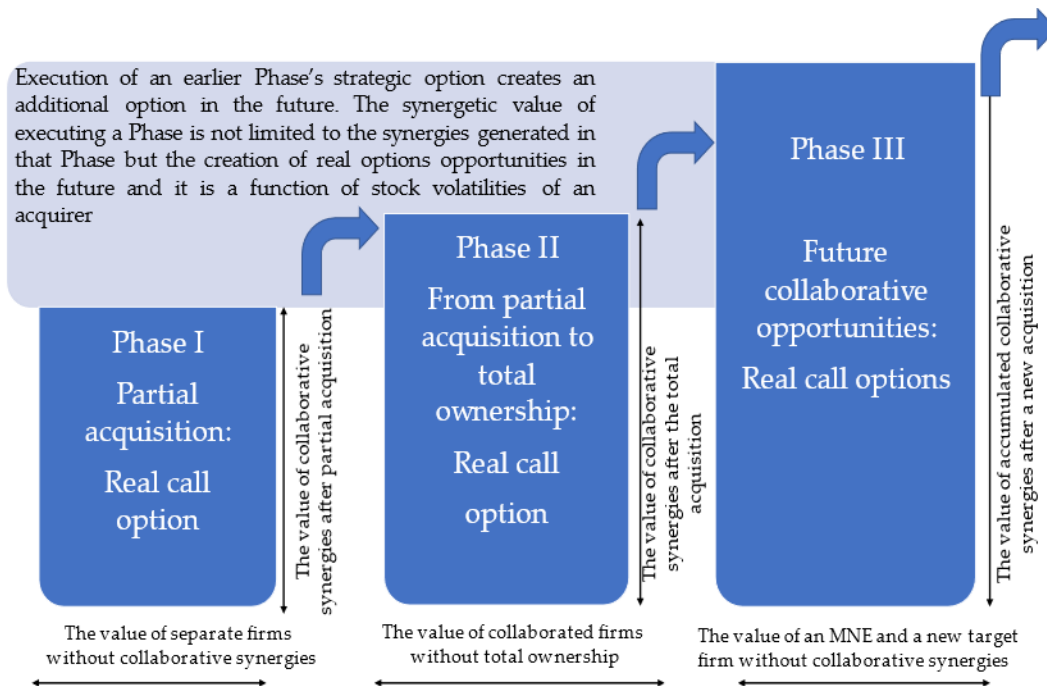 Execution of an earlier Phase's strategic option creates an
additional option in the future. The synergetic value of
executing a Phase is not limited to the synergies generated in
that Phase but the creation of real options opportunities in
the future and it is a function of stock volatilities of an
acquirer
Phase I
Partial
acquisition:
Real call
option
The value of collaborative
synergies after partial acquisition
Phase II
From partial
acquisition to
total
ownership:
Real call
option
The value of collaborative
synergies after the total
acquisition
Phase III
Future
collaborative
opportunities:
Real call options
The value of accumulated collaborative
synergies after a new acquisition
The value of separate firms
without collaborative synergies
The value of collaborated firms
without total ownership
The value of an MNE and a new target
firm without collaborative synergies